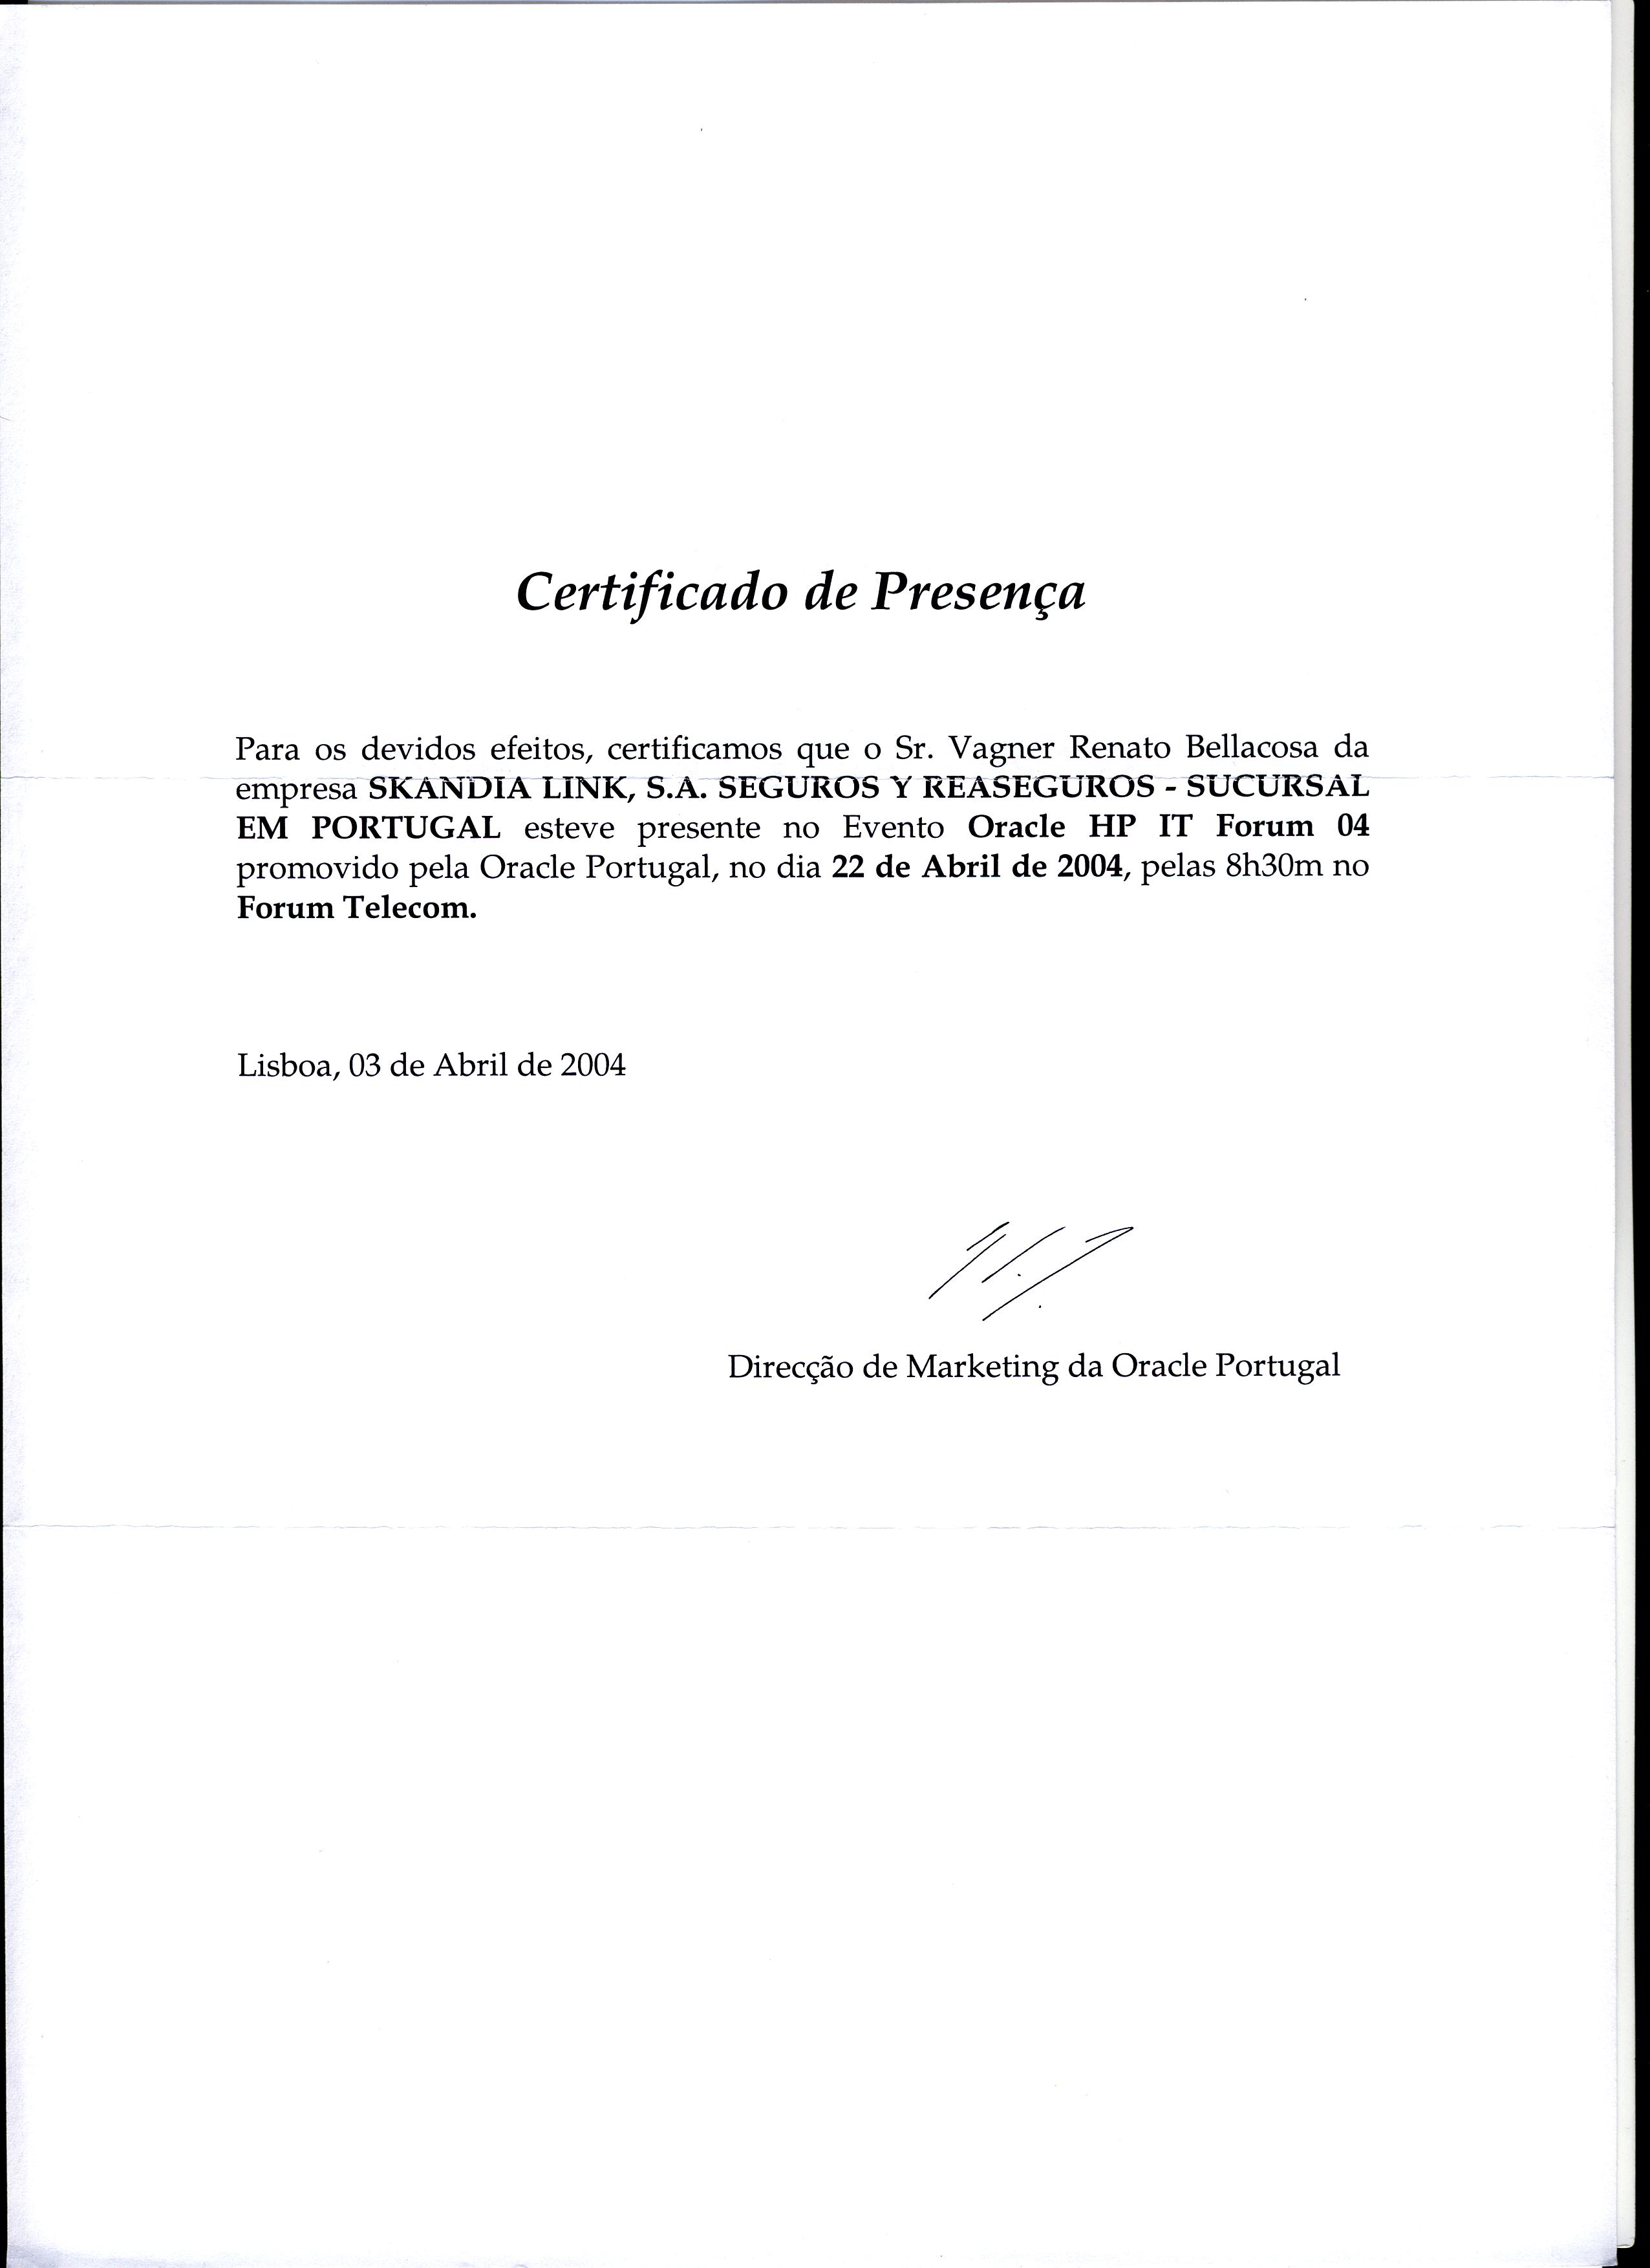 Certificado de Presença
Para os devidos efeitos, certificamos que o Sr. Vagner Renato Bellacosa da
empresa SKANDIA LINK, S.A. SEGUROS Y REASEGUROS - SUCURSAL
EM PORTUGAL esteve presente no Evento Oracle HP IT Forum 04
promovido pela Oracle Portugal, no dia 22 de Abril de 2004, pelas 8h30m no
Forum Telecom.
Lisboa, 03 de Abril de 2004
Direcção de Marketing da Oracle Portugal